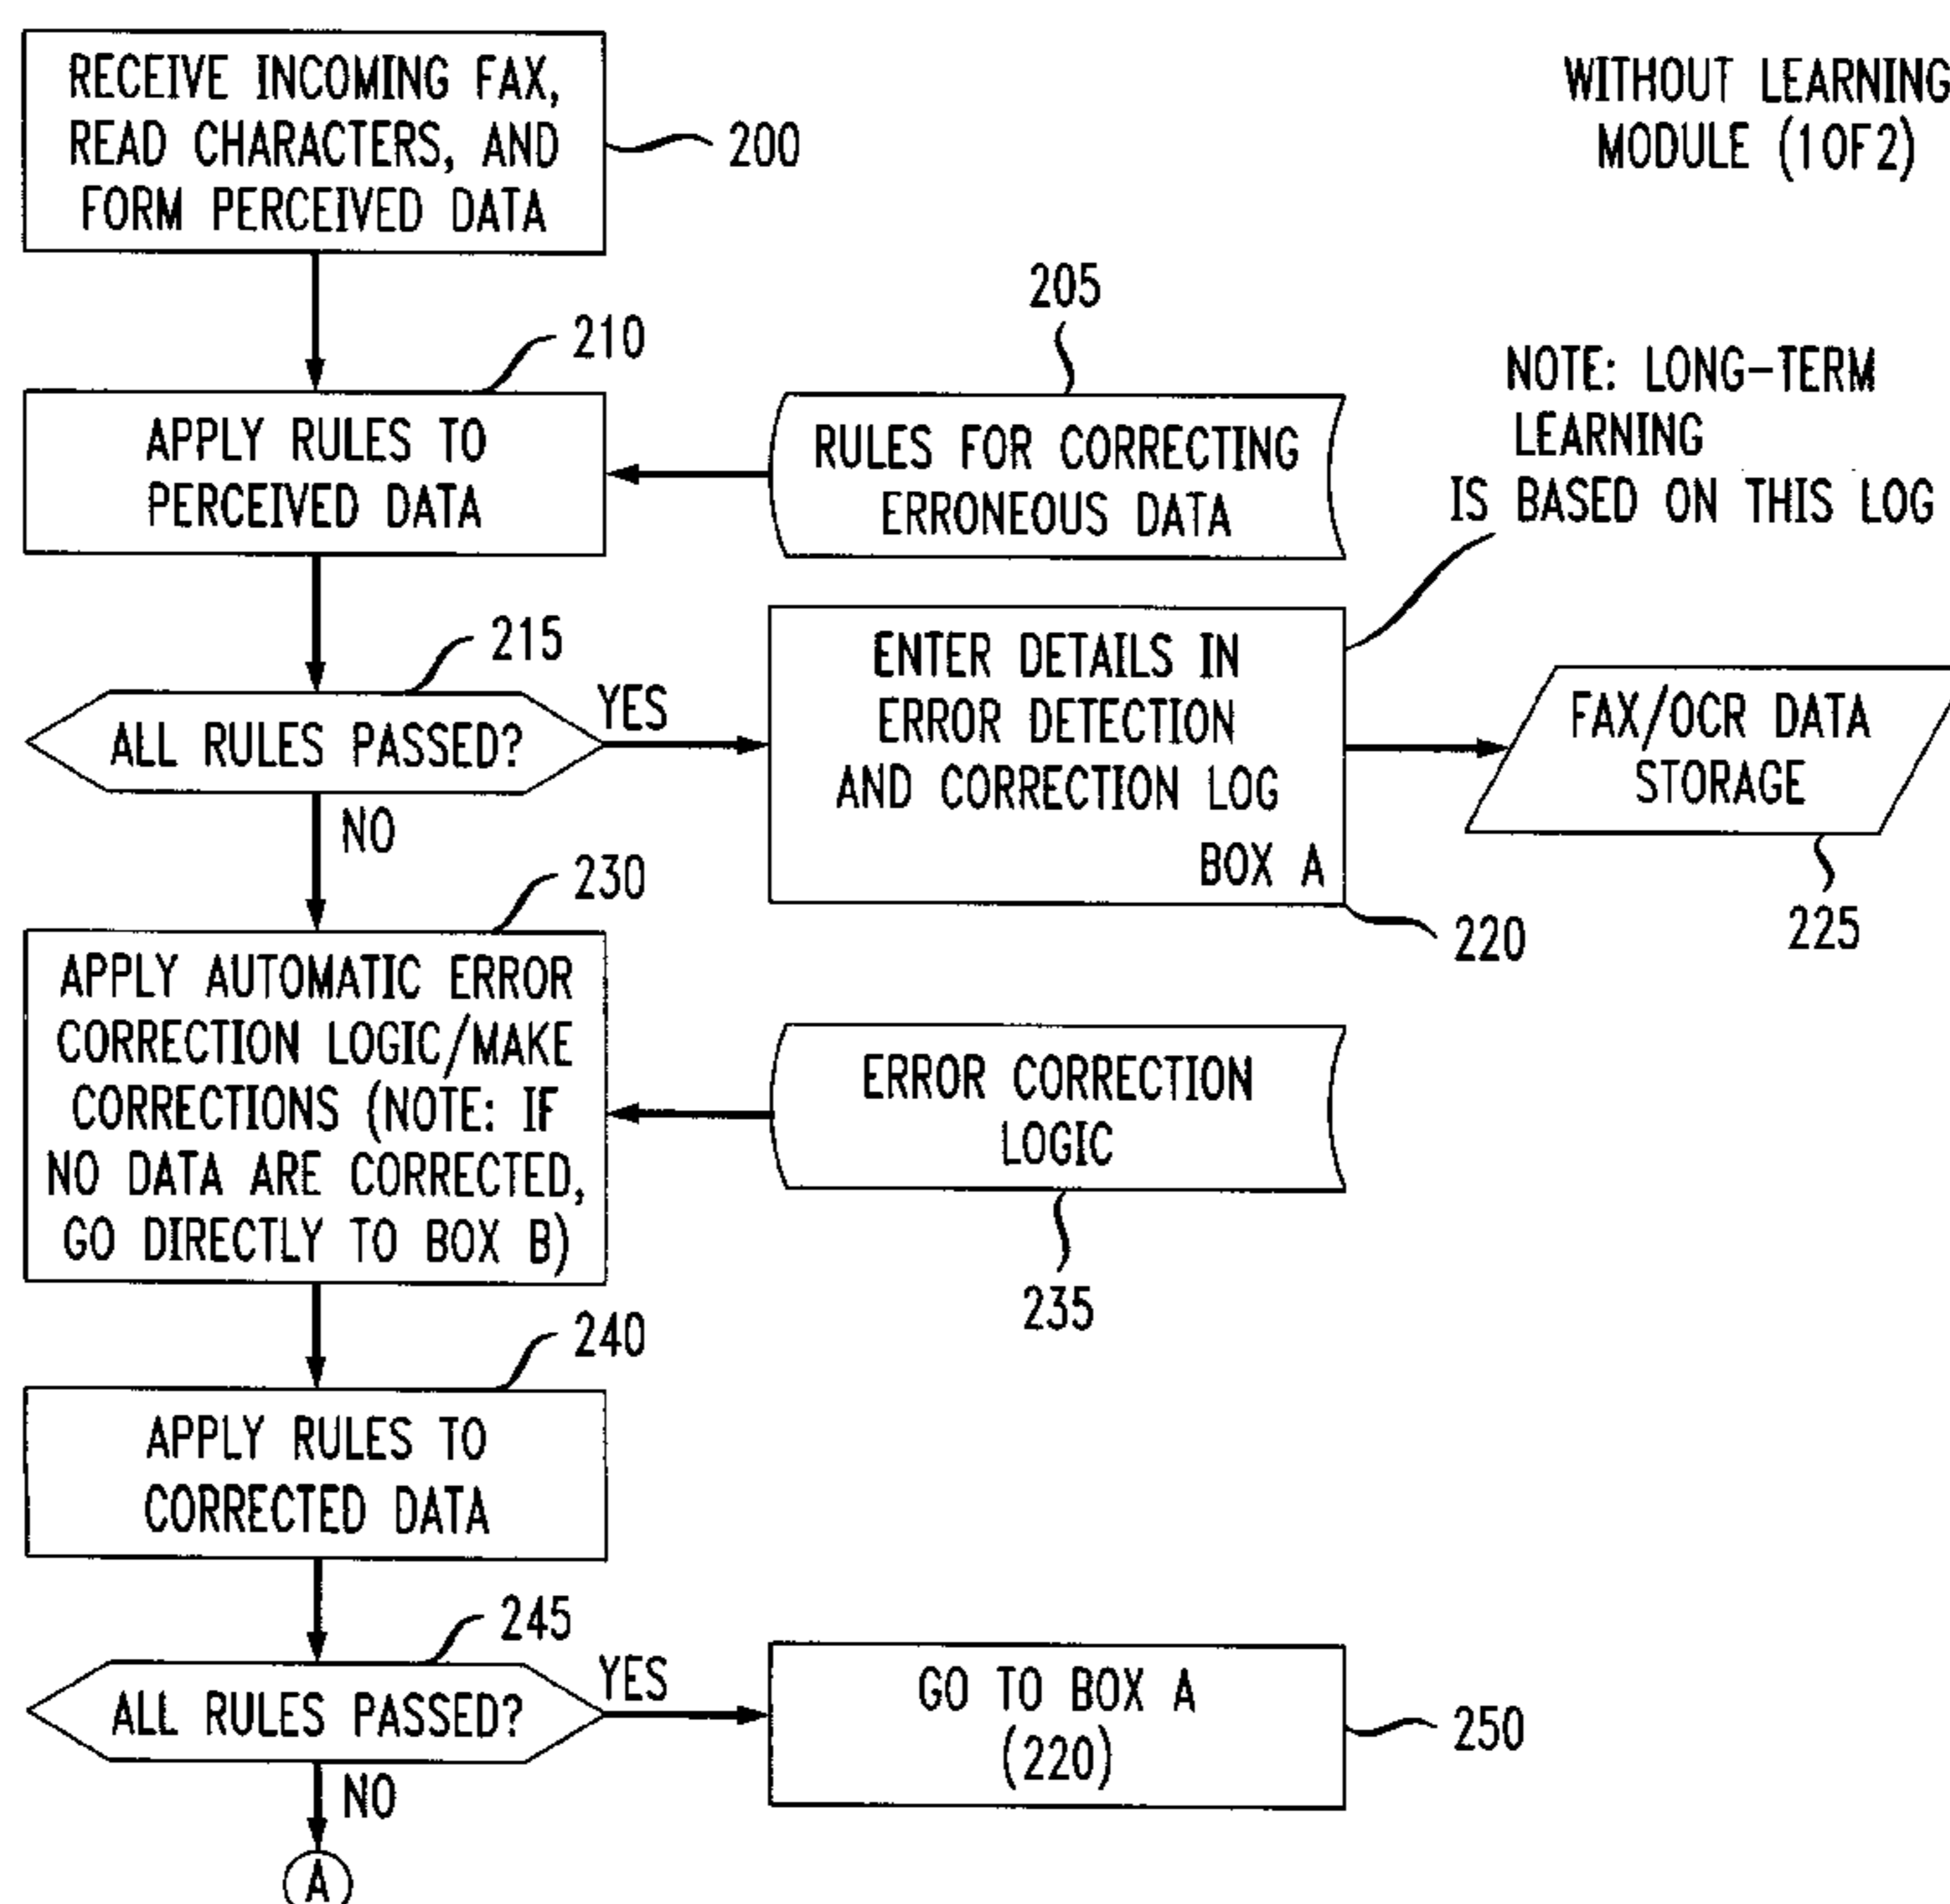 RECEIVE INCOMING FAX,
READ CHARACTERS, AND
FORM PERCEIVED DATA
200
WITHOUT LEARNING
MODULE (1OF2)
205
210
APPLY RULES TO
PERCEIVED DATA
RULES FOR CORRECTING
ERRONEOUS DATA
NOTE: LONG-TERM
LEARNING
IS BASED ON THIS LOG
215
ALL RULES PASSED?
YES
NO
ENTER DETAILS IN
ERROR DETECTION
AND CORRECTION LOG
BOX A
220
FAX/OCR DATA
STORAGE
225
230
APPLY AUTOMATIC ERROR
CORRECTION LOGIC/MAKE
CORRECTIONS (NOTE: IF
NO DATA ARE CORRECTED,
GO DIRECTLY TO BOX B)
ERROR CORRECTION
LOGIC
235
240
APPLY RULES TO
CORRECTED DATA
245
ALL RULES PASSED?
YES
NO
GO TO BOX A
(220)
250
A